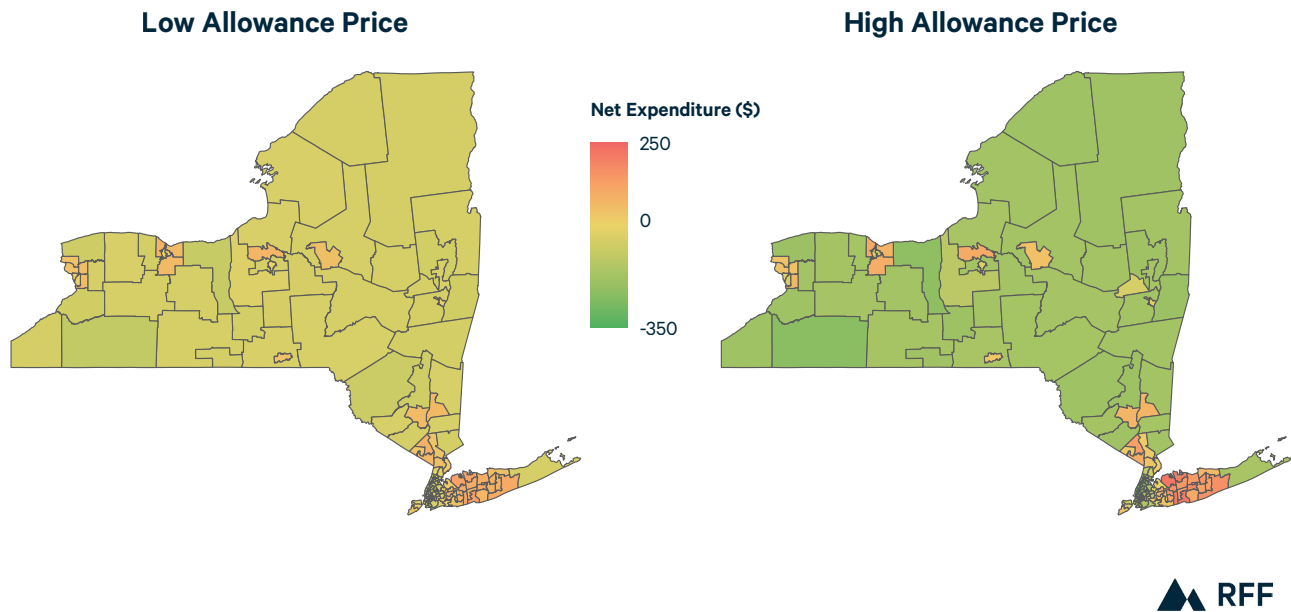 Low Allowance Price
High Allowance Price
Net Expenditure ($)
250
0
-350
RFF